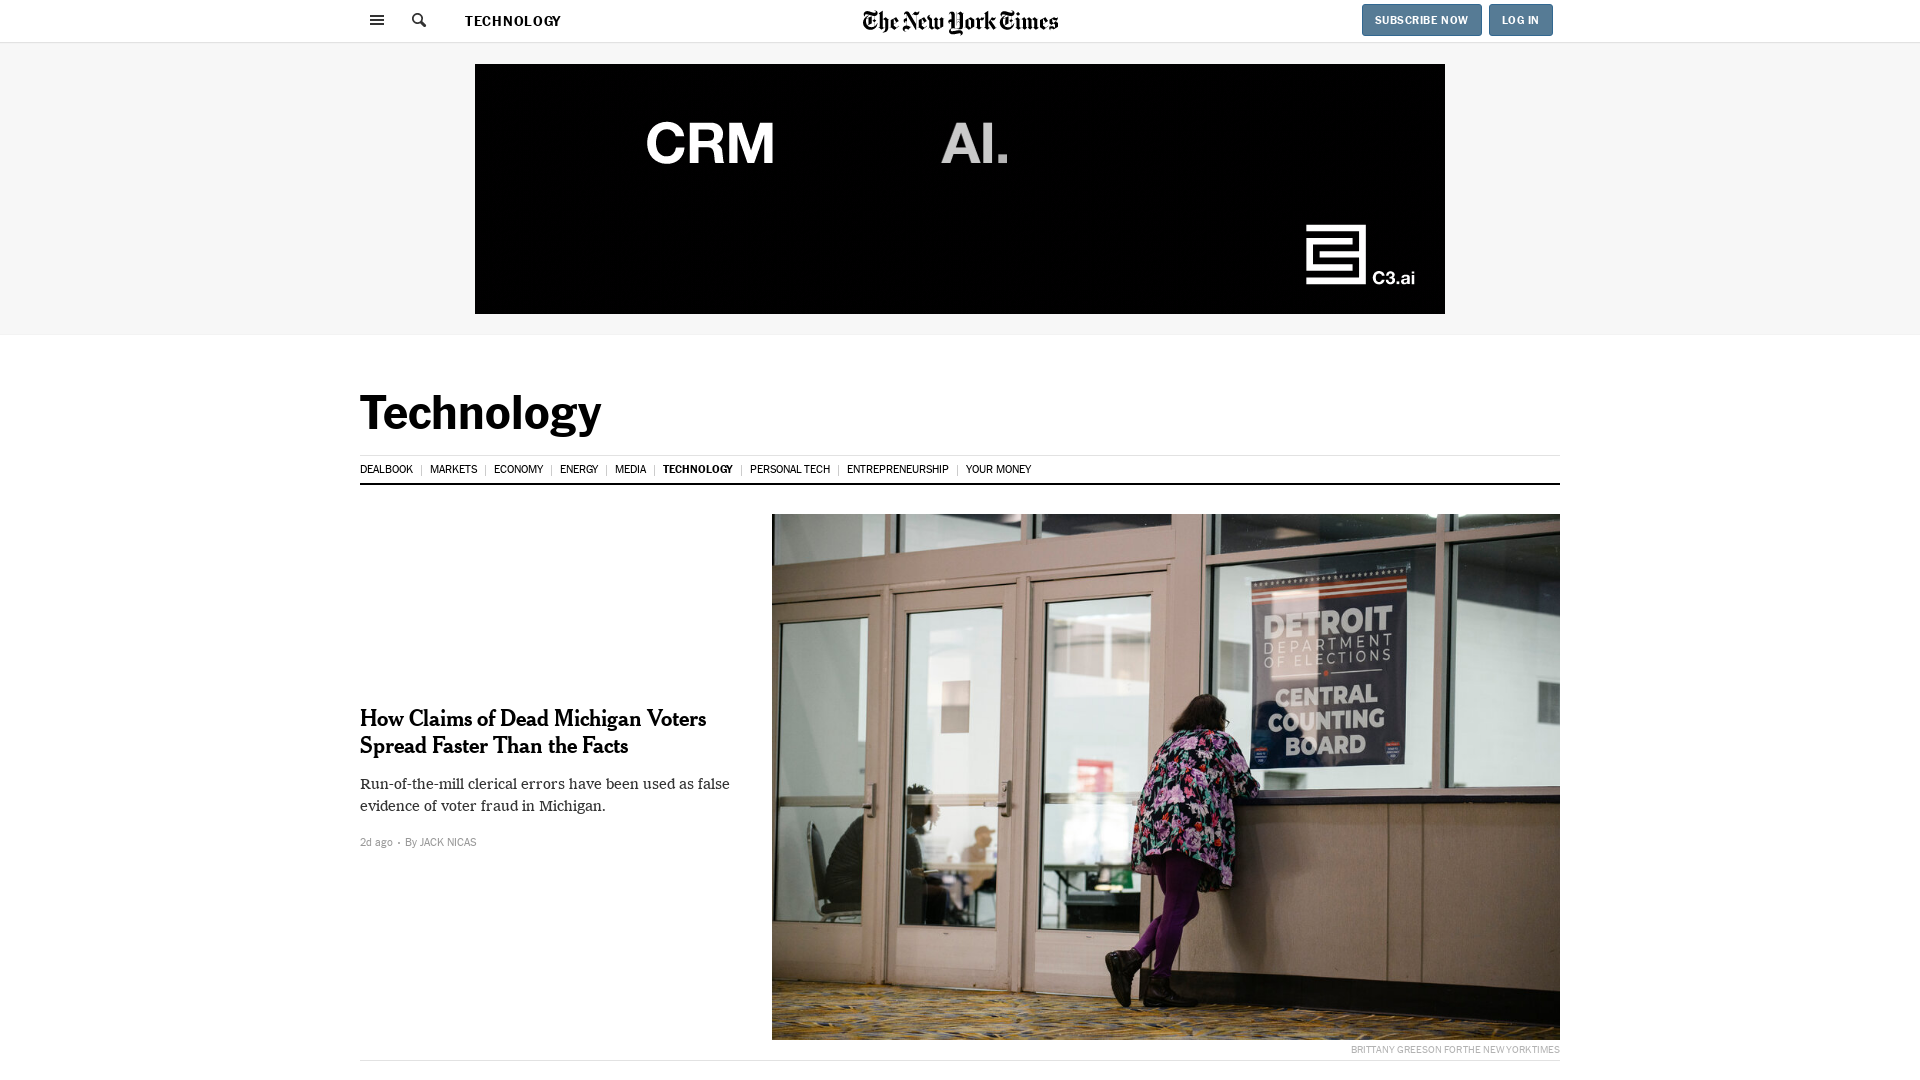 TECHNOLOGY
The New York Times
SUBSCRIBE NOW
LOG IN
CRM
AI.
C3.ai
Technology
DEALBOOK
MARKETS
ECONOMY
ENERGY
MEDIA
TECHNOLOGY
PERSONAL TECH
ENTREPRENEURSHIP
YOUR MONEY
How Claims of Dead Michigan Voters
Spread Faster Than the Facts
Run-of-the-mill clerical errors have been used as false
evidence of voter fraud in Michigan.
2d ago • By JACK NICAS
DETROIT
DEPARTMENT
OF ELECTIONS
CENTRAL
COUNTING
BOARD
BRITTANY GREESON FOR THE NEW YORK TIMES